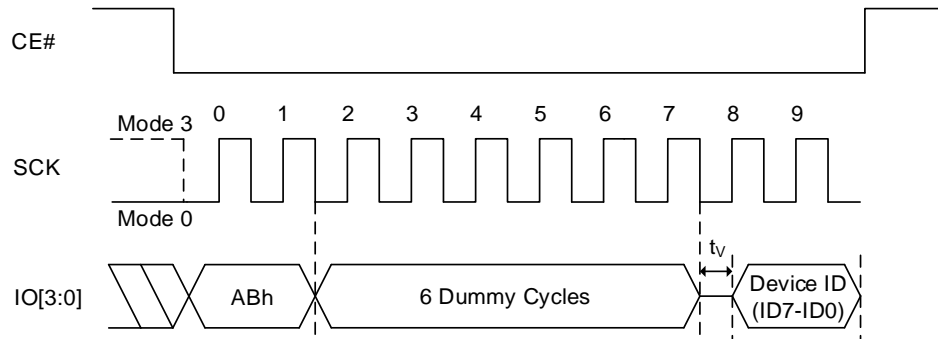 CE#
0 1 2 3 4 5 6 7 8 9
Mode 3
SCK
Mode 0
tV
IO[3:0]
ABh
6 Dummy Cycles
Device ID
(ID7-ID0)